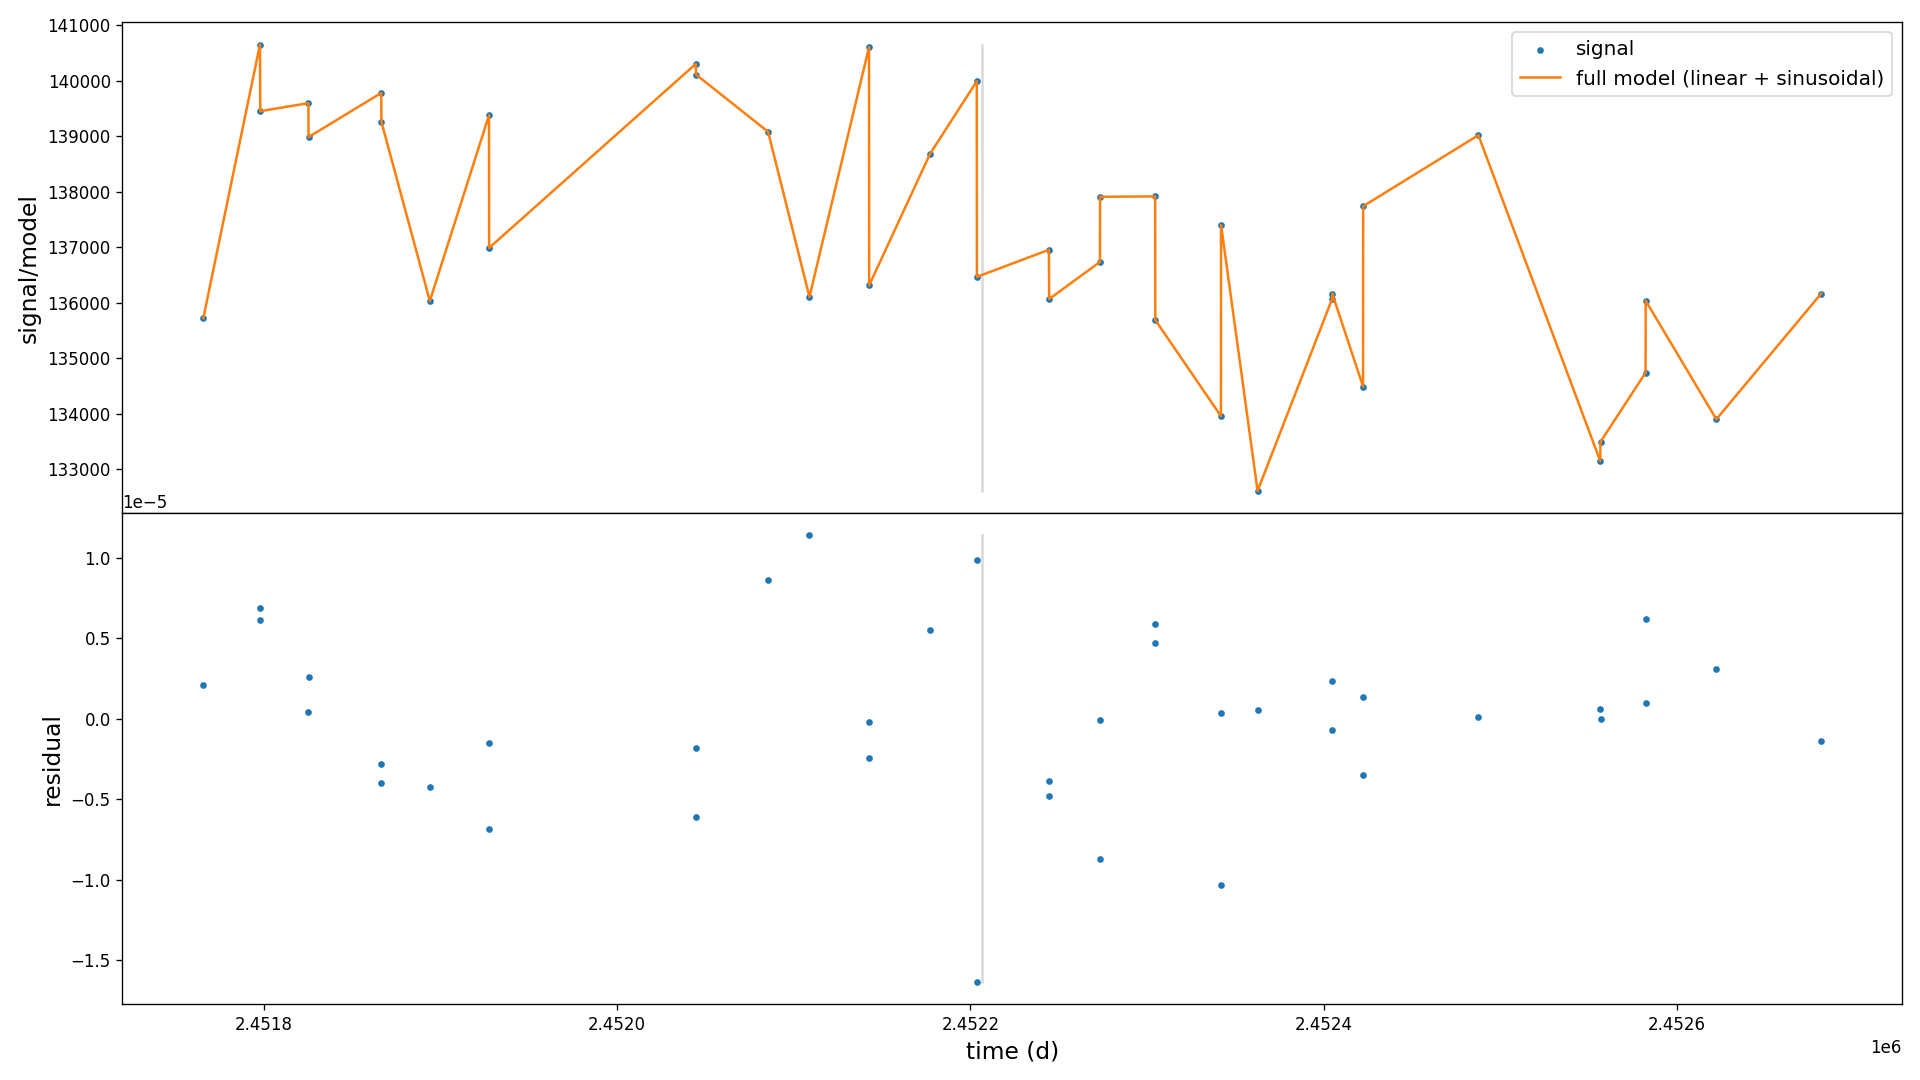 141000
140000
139000
138000
137000
136000
135000
134000
133000
signal/model
signal
full model (linear + sinusoidal)
1e−5
1.0
0.5
0.0
−0.5
−1.0
−1.5
residual
2.4518
2.4520
2.4522
2.4524
2.4526
time (d)
1e6